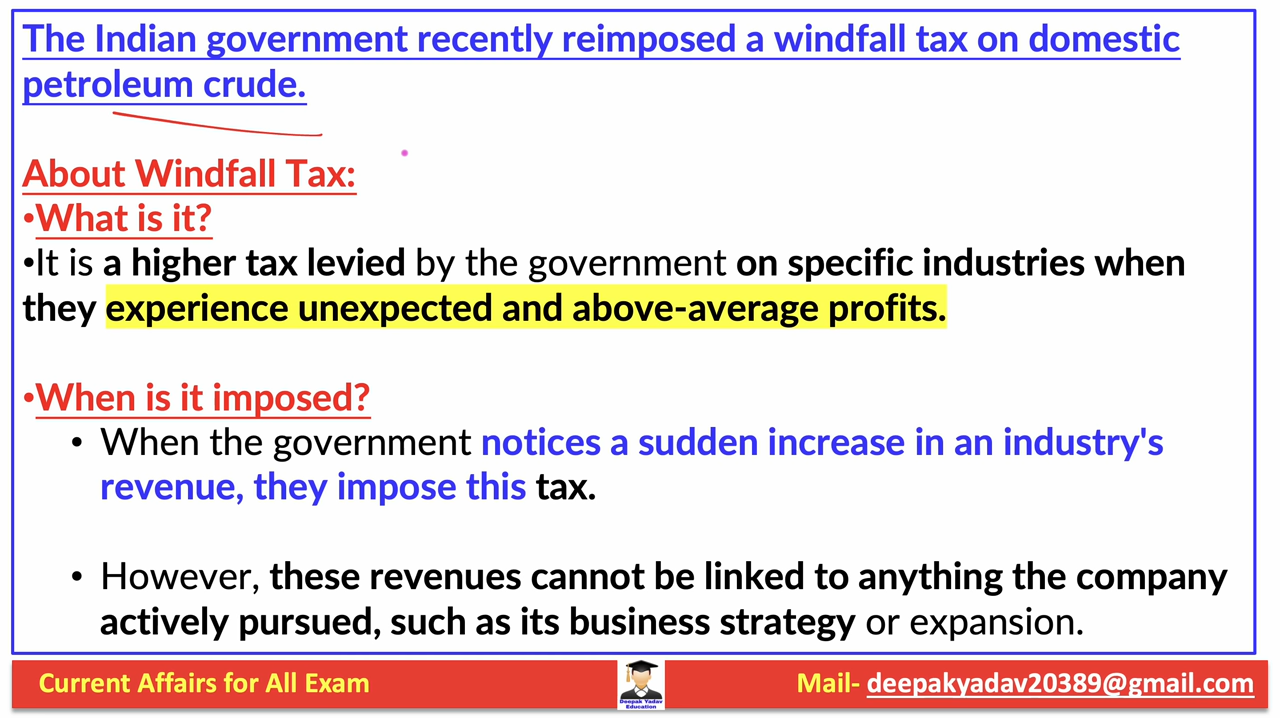 The Indian government recently reimposed a windfall tax on domestic
petroleum crude.
About Windfall Tax:
•What is it?
•It is a higher tax levied by the government on specific industries when
they experience unexpected and above-average profits.
•When is it imposed?
• When the government notices a sudden increase in an industry's
revenue, they impose this tax.
• However, these revenues cannot be linked to anything the company
actively pursued, such as its business strategy or expansion.
Current Affairs for All Exam
Deepak Yadav
Education
Mail- deepakyadav20389@gmail.com